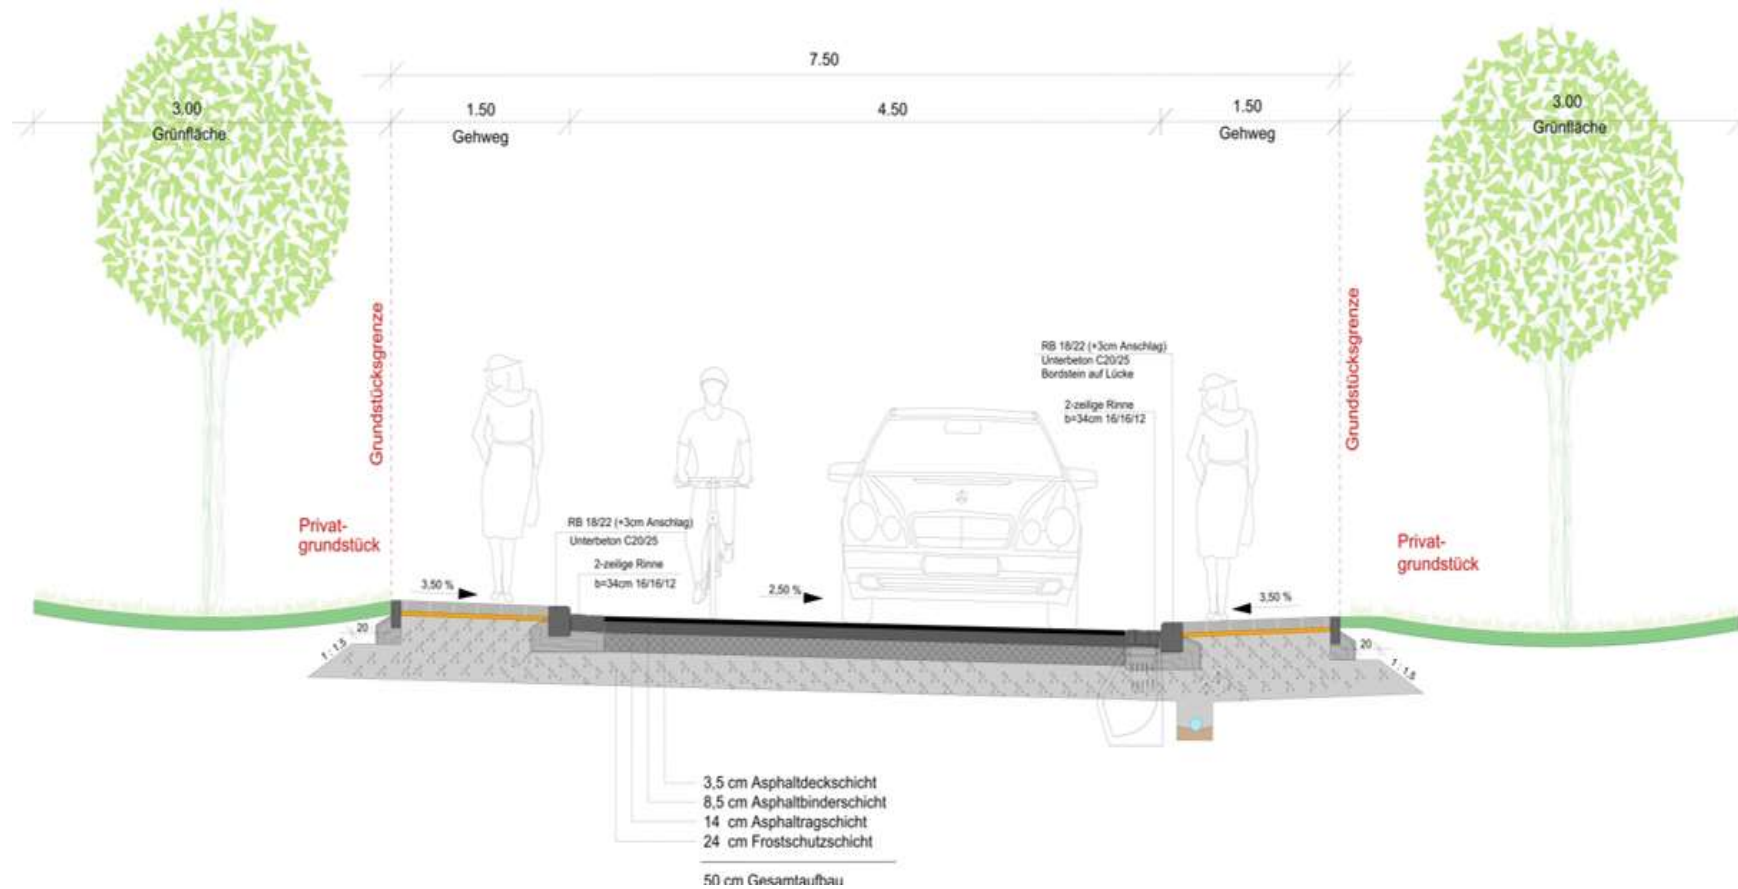 7.50
3.00
Grünfläche
1.50
Gehweg
4.50
1.50
Gehweg
3.00
Grünfläche
Grundstücksgrenze
Grundstücksgrenze
RB 18/22 (+3cm Anschlag)
Unterbeton C20/25
Bordstein auf Lücke
2-zeilige Rinne
b=34cm 16/16/12
Privat-
grundstück
RB 18/22 (+3cm Anschlag)
Unterbeton C20/25
2-zeilige Rinne
b=34cm 16/16/12
Privat-
grundstück
3,50 %
2,50 %
3,50 %
20
1 : 1,5
20
1 : 1,5
3,5 cm Asphaltdeckschicht
8,5 cm Asphaltbinderschicht
14 cm Asphaltragschicht
24 cm Frostschutzschicht
50 cm Gesamtaufbau